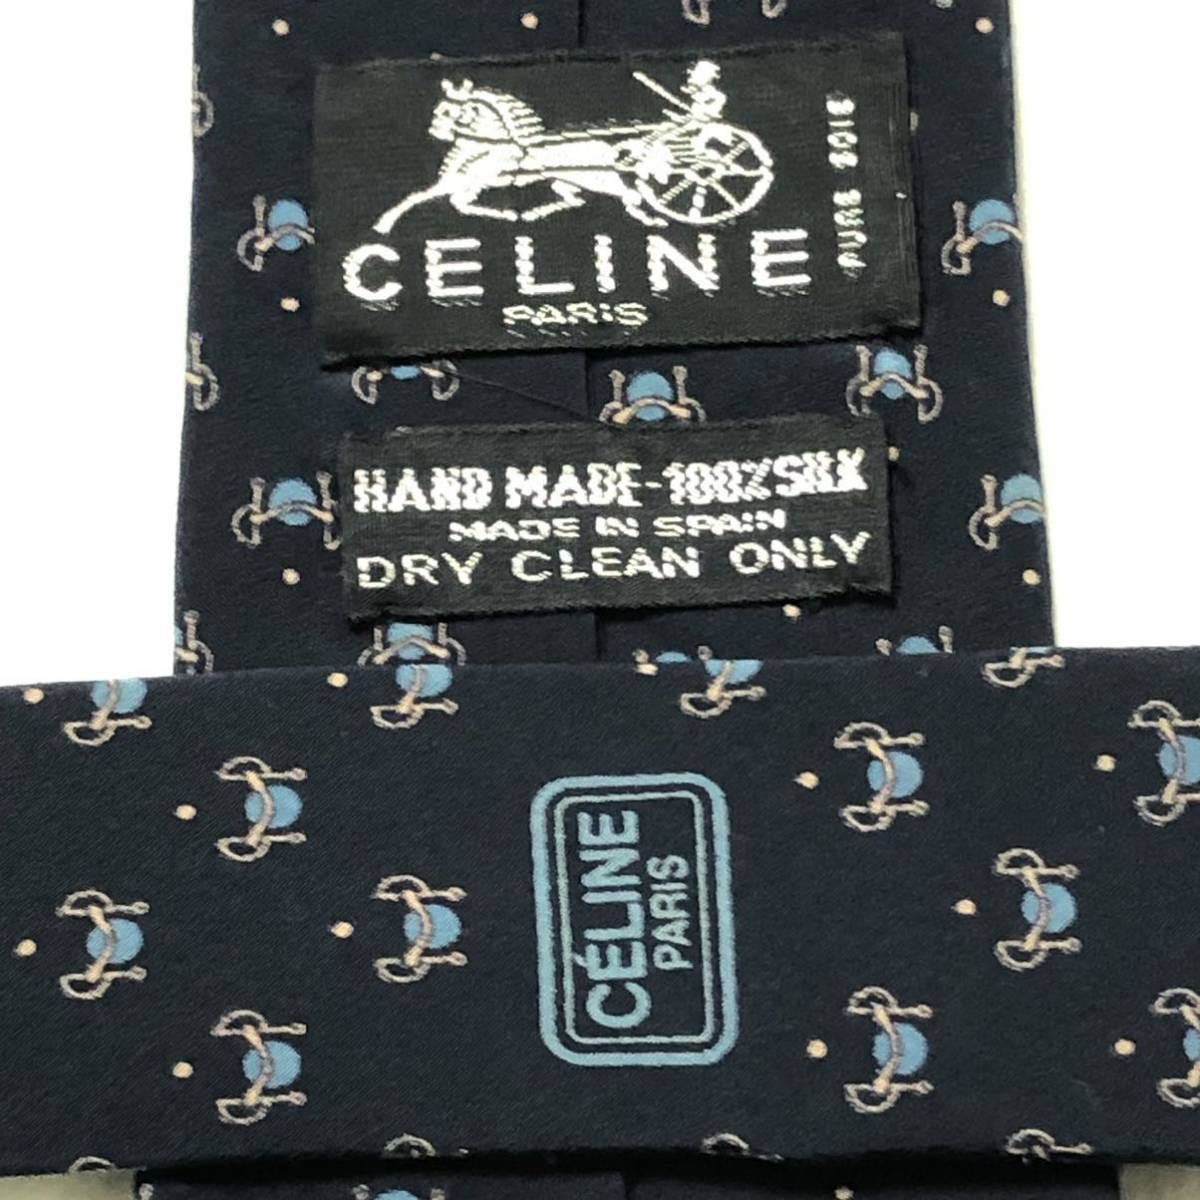 CELINE
PARIS
PURE SOIE
HAND MADE-100%SILK
MADE IN SPAIN
DRY CLEAN ONLY
CÉLINE
PARIS